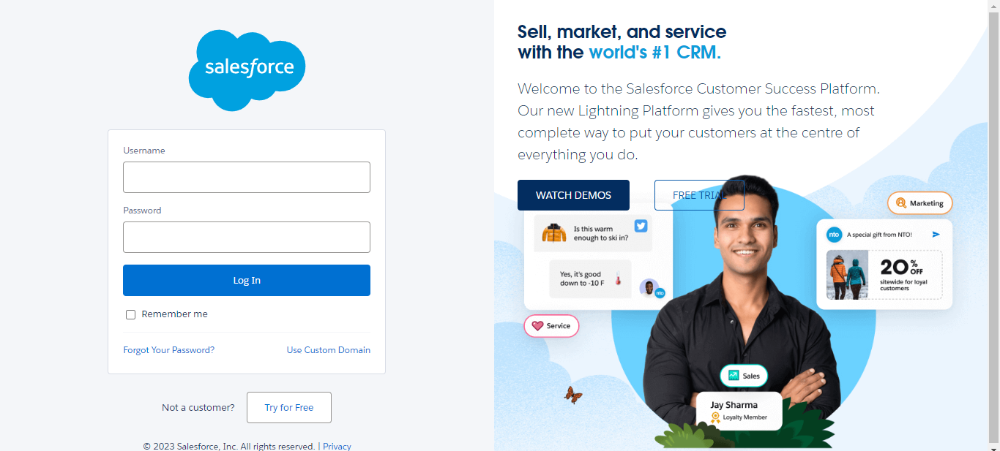 salesforce
Username
Password
Log In
Remember me
Forgot Your Password?
Use Custom Domain
Not a customer?
Try for Free
© 2023 Salesforce, Inc. All rights reserved. | Privacy
Sell, market, and service
with the world's #1 CRM.
Welcome to the Salesforce Customer Success Platform.
Our new Lightning Platform gives you the fastest, most
complete way to put your customers at the centre of
everything you do.
WATCH DEMOS
FREE TRIAL
Is this warm
enough to ski in?
Yes, it's good
down to -10 F
nto
Service
Marketing
nto
A special gift from NTO!
20% OFF
sitewide for loyal
customers
Sales
Jay Sharma
Loyalty Member